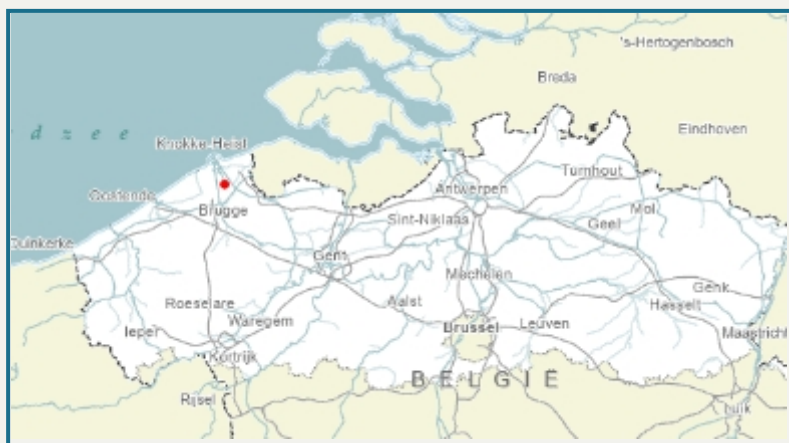 's-Hertogenbosch
Breda
Eindhoven
d z e e
Knokke-Heist
Turnhout
Oostende
Antwerpen
Brugge
Sint-Niklaas
Mol
Geel
Duinkerke
Gent
Mechelen
Genk
Roeselare
Aalst
Hasselt
Waregem
Ieper
Brussel
Leuven
Maastricht
Kortrijk
BELGIË
Rijsel
Luik